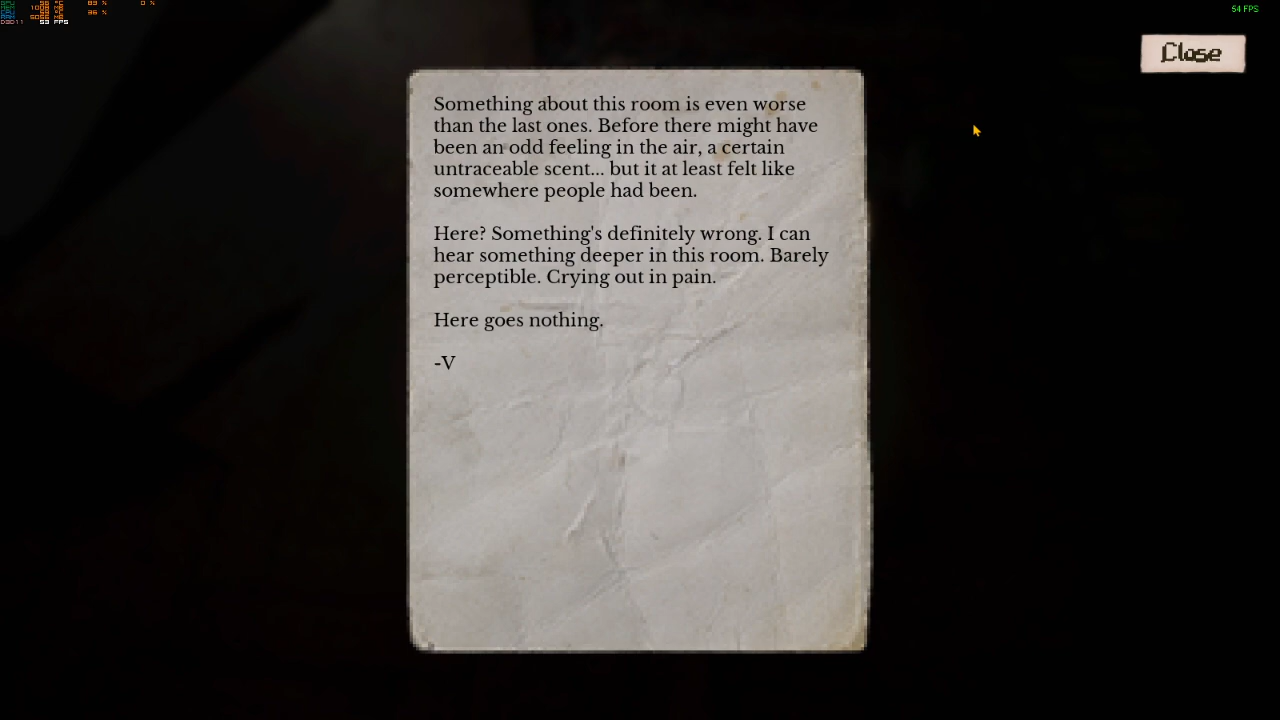 54 FPS
Close
Something about this room is even worse
than the last ones. Before there might have
been an odd feeling in the air, a certain
untraceable scent... but it at least felt like
somewhere people had been.
Here? Something's definitely wrong. I can
hear something deeper in this room. Barely
perceptible. Crying out in pain.
Here goes nothing.
-V